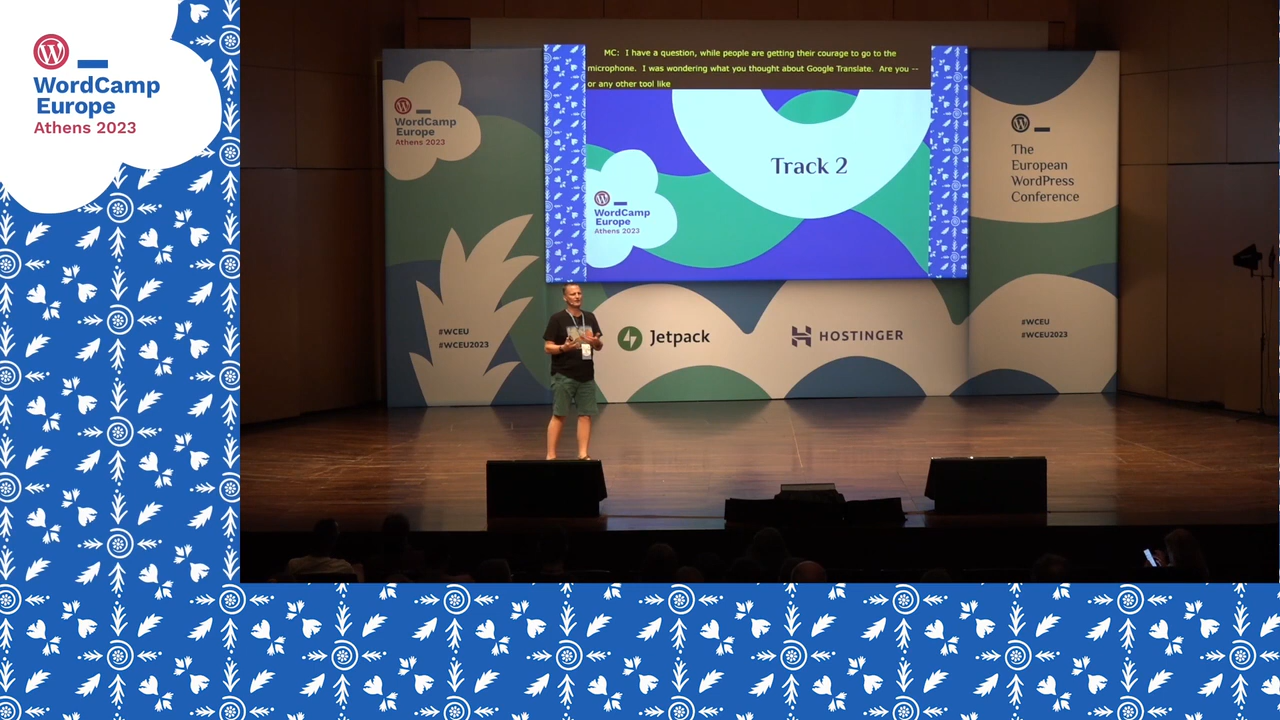 WordCamp
Europe
Athens 2023
MC: I have a question, while people are getting their courage to go to the
microphone. I was wondering what you thought about Google Translate. Are you --
or any other tool like
Track 2
WordCamp
Europe
Athens 2023
WordCamp
Europe
Athens 2023
#WCEU
#WCEU2023
Jetpack
HOSTINGER
The
European
WordPress
Conference
#WCEU
#WCEU2023